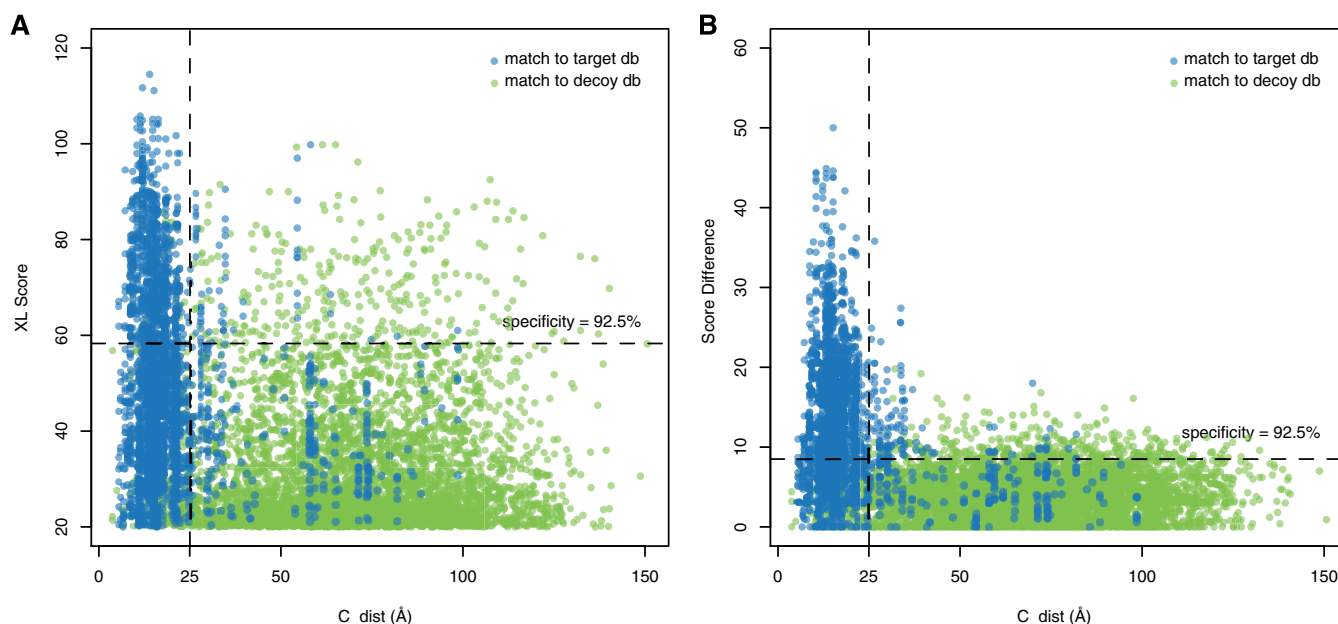 A
120
100
80
60
40
20
XL Score
match to target db
match to decoy db
specificity = 92.5%
0
25
50
100
150
C dist (Å)
B
60
50
40
30
20
10
0
Score Difference
match to target db
match to decoy db
specificity = 92.5%
0
25
50
100
150
C dist (Å)